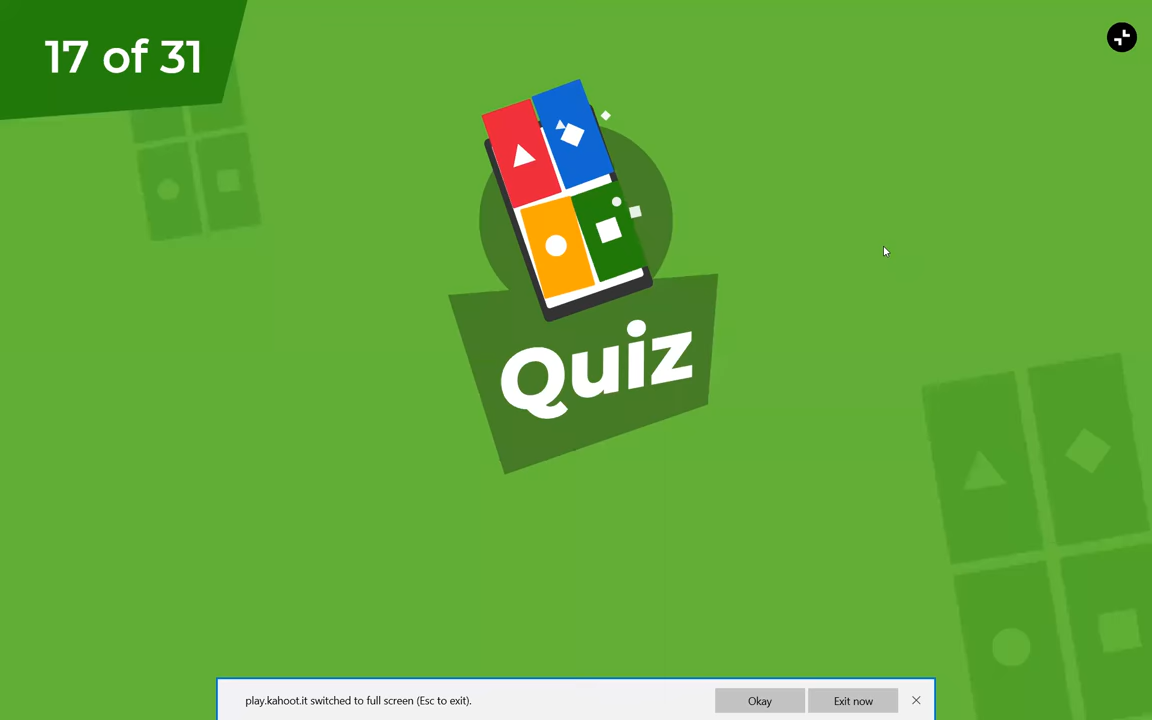 17 of 31
Quiz
play.kahoot.it switched to full screen (Esc to exit).
Okay
Exit now